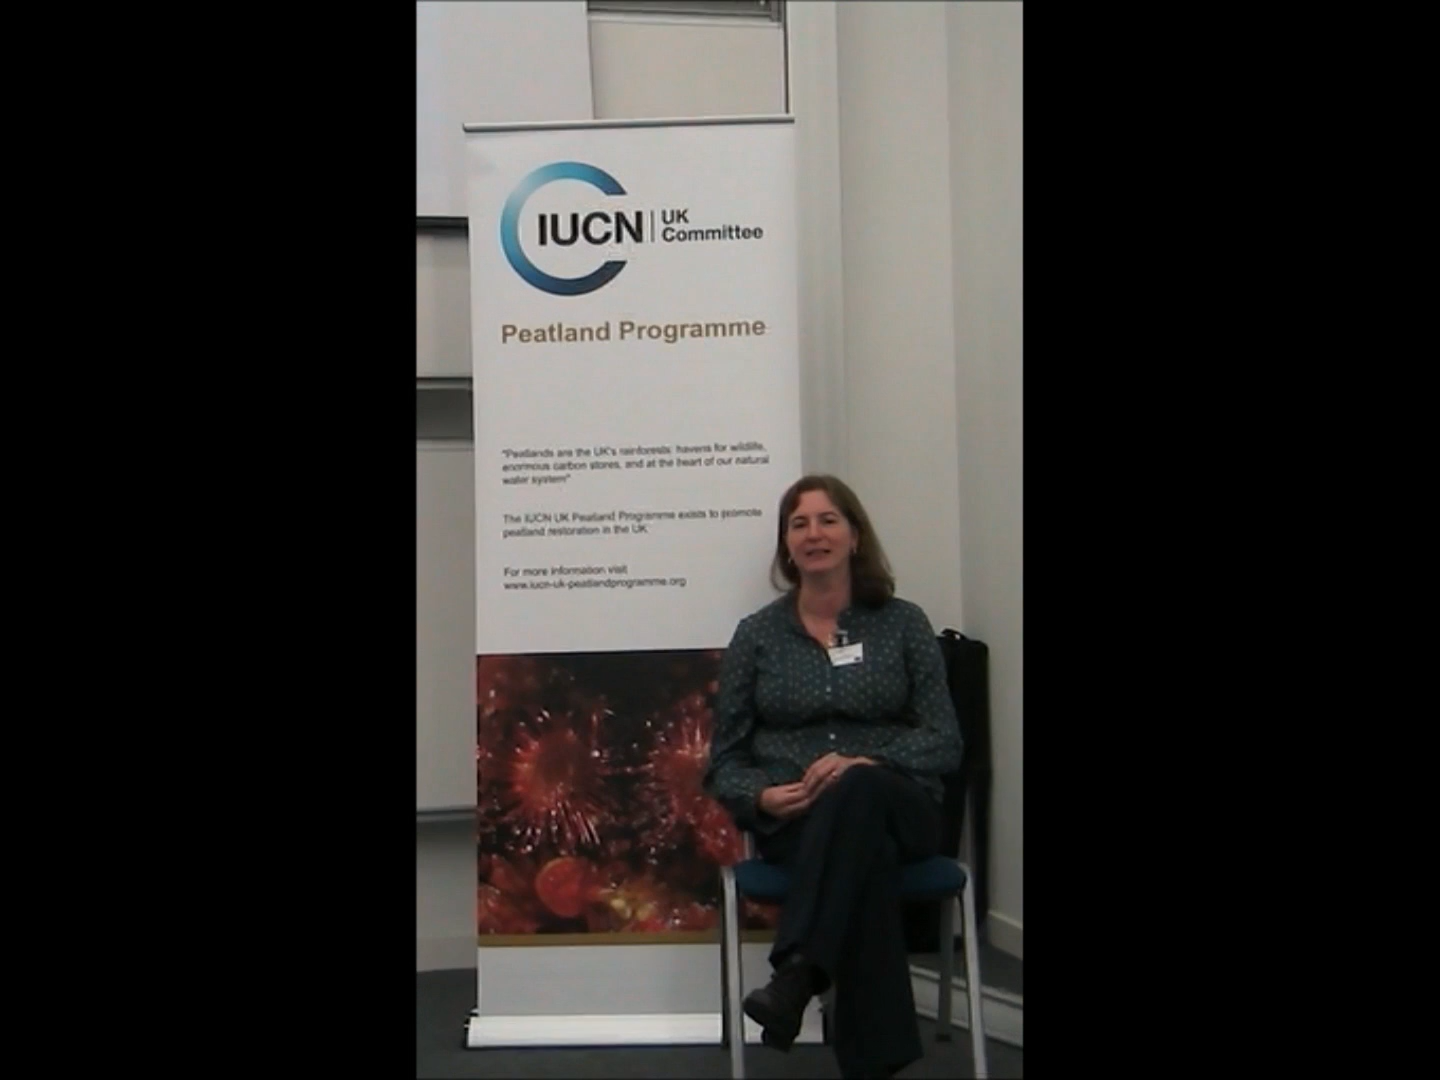 IUCN | UK
Committee
Peatland Programme
"Peatlands are the UK's rainforests: havens for wildlife,
enormous carbon stores, and at the heart of our natural
water system"
The IUCN UK Peatland Programme exists to promote
peatland restoration in the UK
For more information visit
www.iucn-uk-peatlandprogramme.org